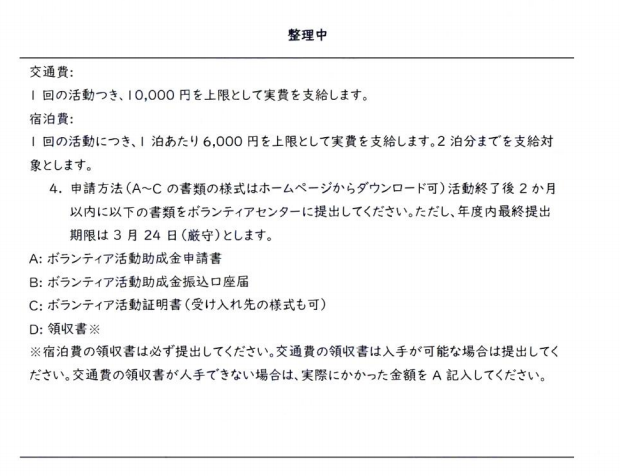 整理中
交通費:
1 回の活動つき、10,000 円を上限として実費を支給します。
宿泊費:
1 回の活動につき、1 泊あたり 6,000 円を上限として実費を支給します。2 泊分までを支給対
象とします。
4. 申請方法(A~C の書類の様式はホームページからダウンロード可)活動終了後 2 か月
以内に以下の書類をボランティアセンターに提出してください。ただし、年度内最終提出
期限は 3 月 24 日(厳守)とします。
A: ボランティア活動助成金申請書
B: ボランティア活動助成金振込口座届
C: ボランティア活動証明書(受け入れ先の様式も可)
D: 領収書※
※宿泊費の領収書は必ず提出してください。交通費の領収書は入手が可能な場合は提出してく
ださい。交通費の領収書が人手できない場合は、実際にかかった金額を A 記入してください。